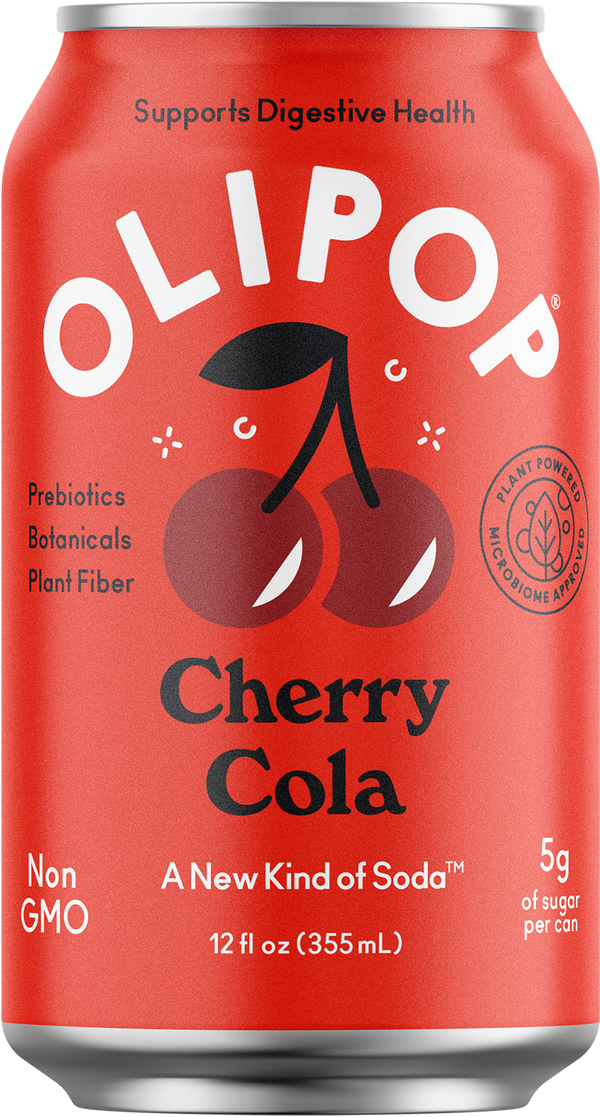 Supports Digestive Health
OLIPOP®
Prebiotics
Botanicals
Plant Fiber
PLANT POWERED
MICROBIOME APPROVED
Cherry
Cola
Non
GMO
A New Kind of Soda™
5g
of sugar
per can
12 fl oz (355 mL)